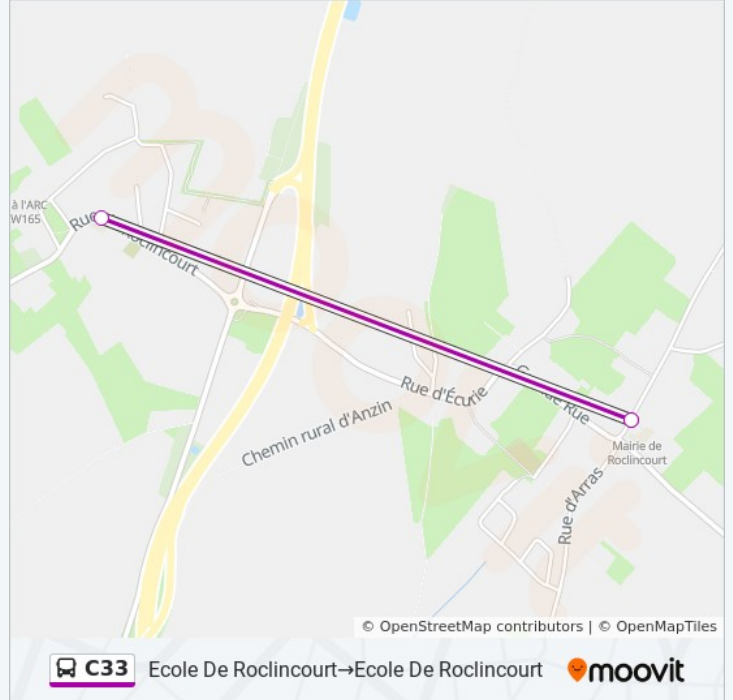 à l'ARC
W165
Rue
Roclincourt
Rue d'Écurie
Rue
Chemin rural d'Anzin
Mairie de
Roclincourt
Rue d'Arras
© OpenStreetMap contributors | © OpenMapTiles
C33 Ecole De Roclincourt→Ecole De Roclincourt moovit